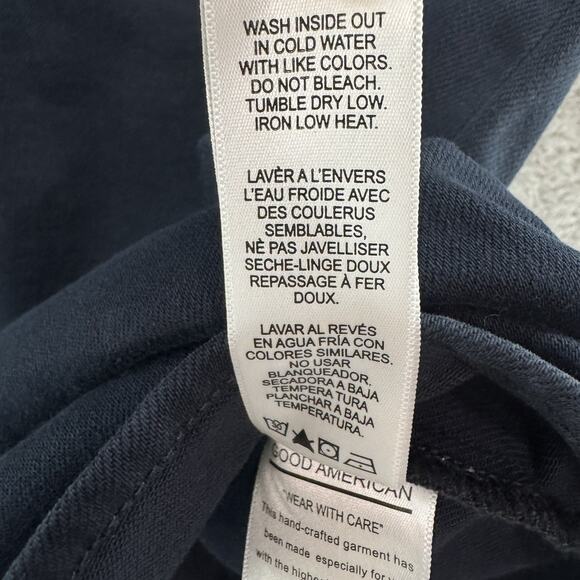 WASH INSIDE OUT
IN COLD WATER
WITH LIKE COLORS.
DO NOT BLEACH.
TUMBLE DRY LOW.
IRON LOW HEAT.
LAVÈR A L'ENVERS
L'EAU FROIDE AVEC
DES COULERUS
SEMBLABLES,
NÈ PAS JAVELLISER
SECHE-LINGE DOUX
REPASSAGE À FER
DOUX.
LAVAR AL REVÉS
EN AGUA FRÍA CON
COLORES SIMILARES.
NO USAR
BLANQUEADOR.
SECADORA A BAJA
TEMPERA TURA
PLANCHAR A BAJA
TEMPERATURA.
GOOD AMERICAN
"WEAR WITH CARE"
This hand-crafted garment has
been made especially for
with the highest